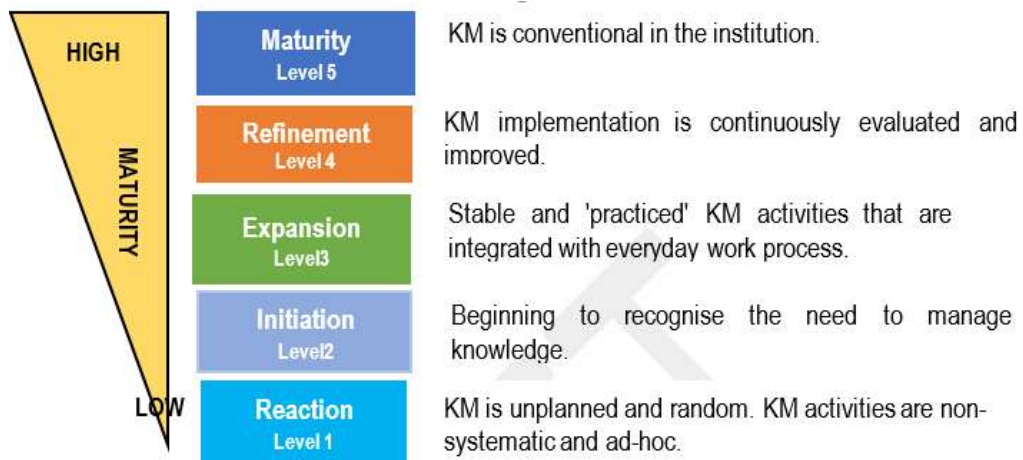 HIGH
MATURITY
LOW
Maturity
Level 5
KM is conventional in the institution.
Refinement
Level 4
KM implementation is continuously evaluated and
improved.
Expansion
Level3
Stable and 'practiced' KM activities that are
integrated with everyday work process.
Initiation
Level2
Beginning to recognise the need to manage
knowledge.
Reaction
Level 1
KM is unplanned and random. KM activities are non-
systematic and ad-hoc.